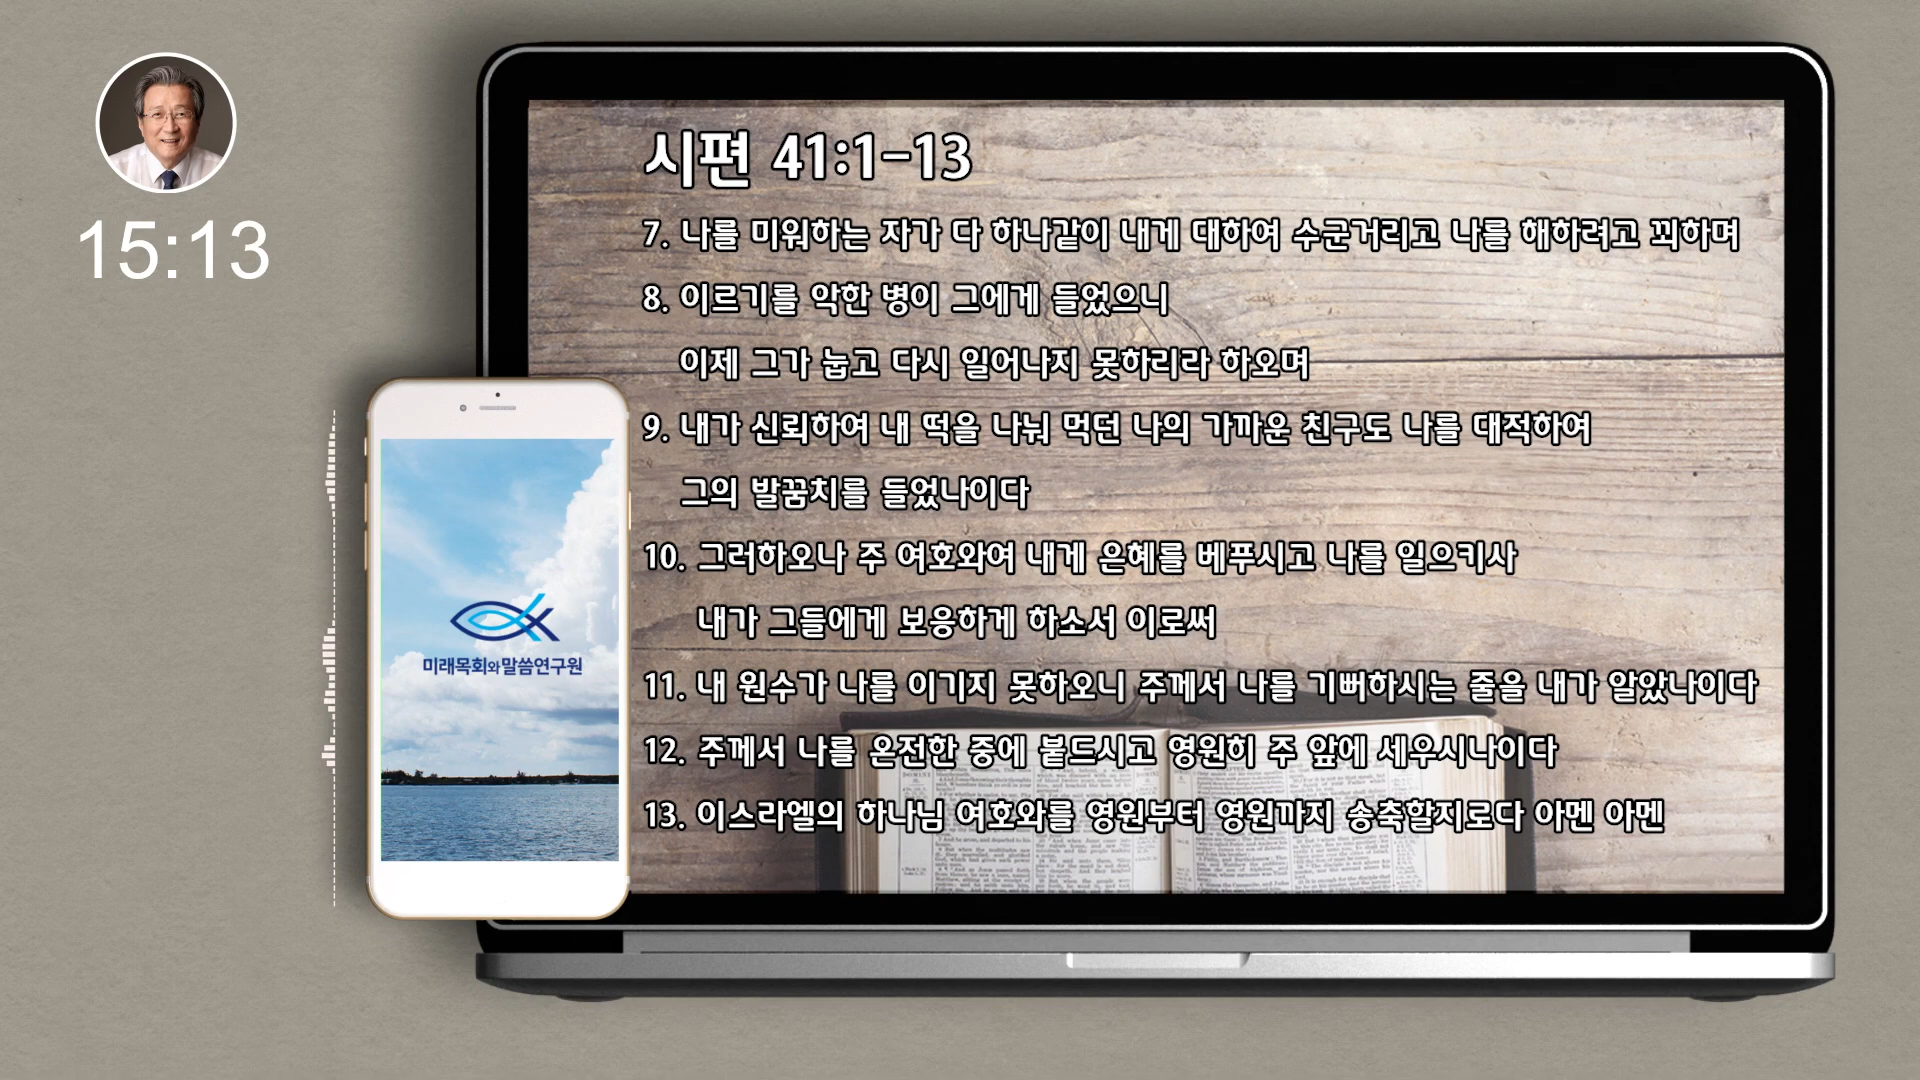 15:13
시편 41:1-13
7. 나를 미워하는 자가 다 하나같이 내게 대하여 수군거리고 나를 해하려고 꾀하며
8. 이르기를 악한 병이 그에게 들었으니
이제 그가 눕고 다시 일어나지 못하리라 하오며
9. 내가 신뢰하여 내 떡을 나눠 먹던 나의 가까운 친구도 나를 대적하여
그의 발꿈치를 들었나이다
10. 그러하오나 주 여호와여 내게 은혜를 베푸시고 나를 일으키사
내가 그들에게 보응하게 하소서 이로써
11. 내 원수가 나를 이기지 못하오니 주께서 나를 기뻐하시는 줄을 내가 알았나이다
12. 주께서 나를 온전한 중에 붙드시고 영원히 주 앞에 세우시나이다
13. 이스라엘의 하나님 여호와를 영원부터 영원까지 송축할지로다 아멘 아멘
미래목회와말씀연구원